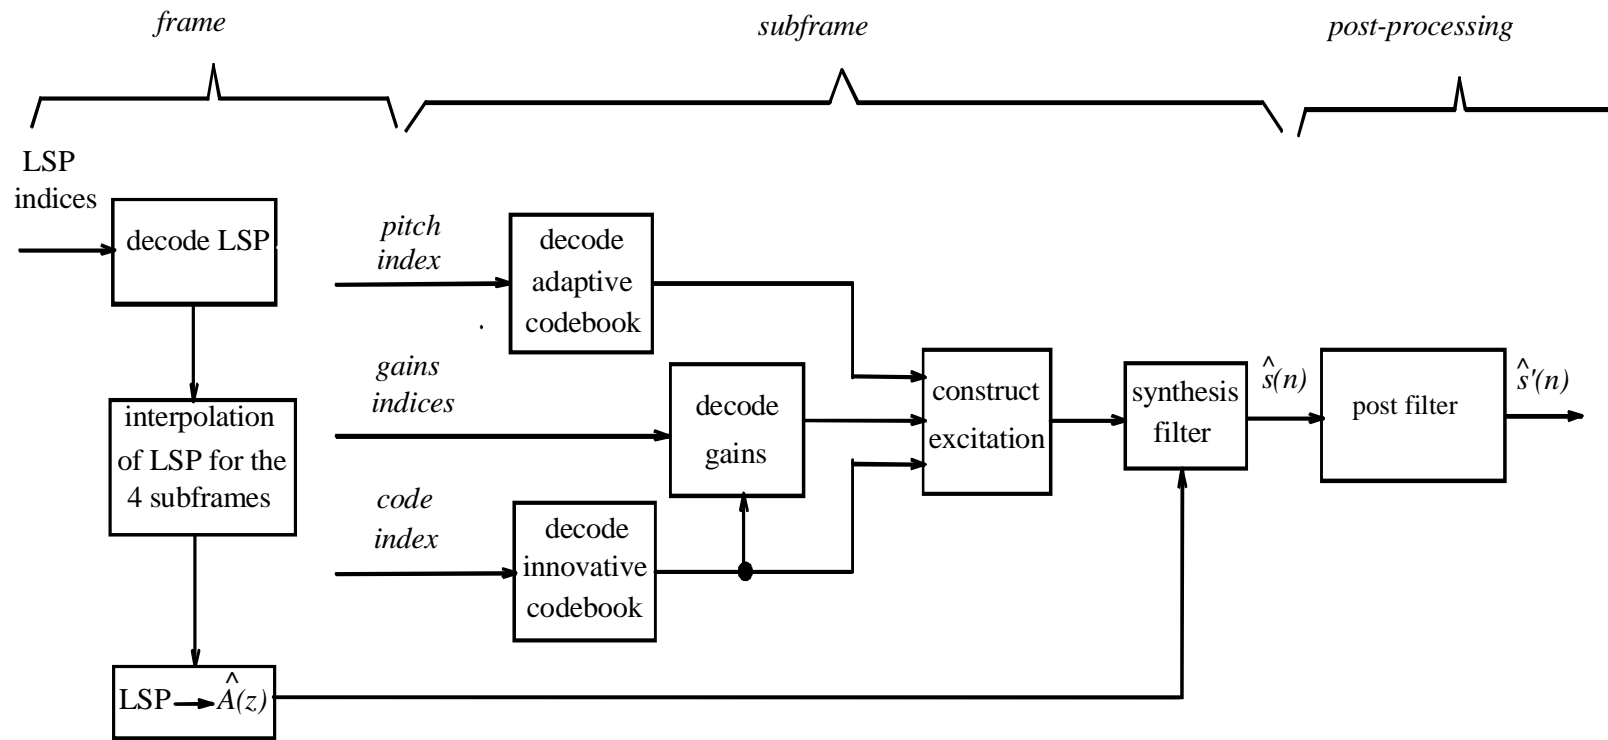 frame
subframe
post-processing
LSP
indices
decode LSP
interpolation
of LSP for the
4 subframes
LSP → Â(z)
pitch
index
decode
adaptive
codebook
gains
indices
decode
gains
code
index
decode
innovative
codebook
construct
excitation
synthesis
filter
ŝ(n)
post filter
ŝ'(n)